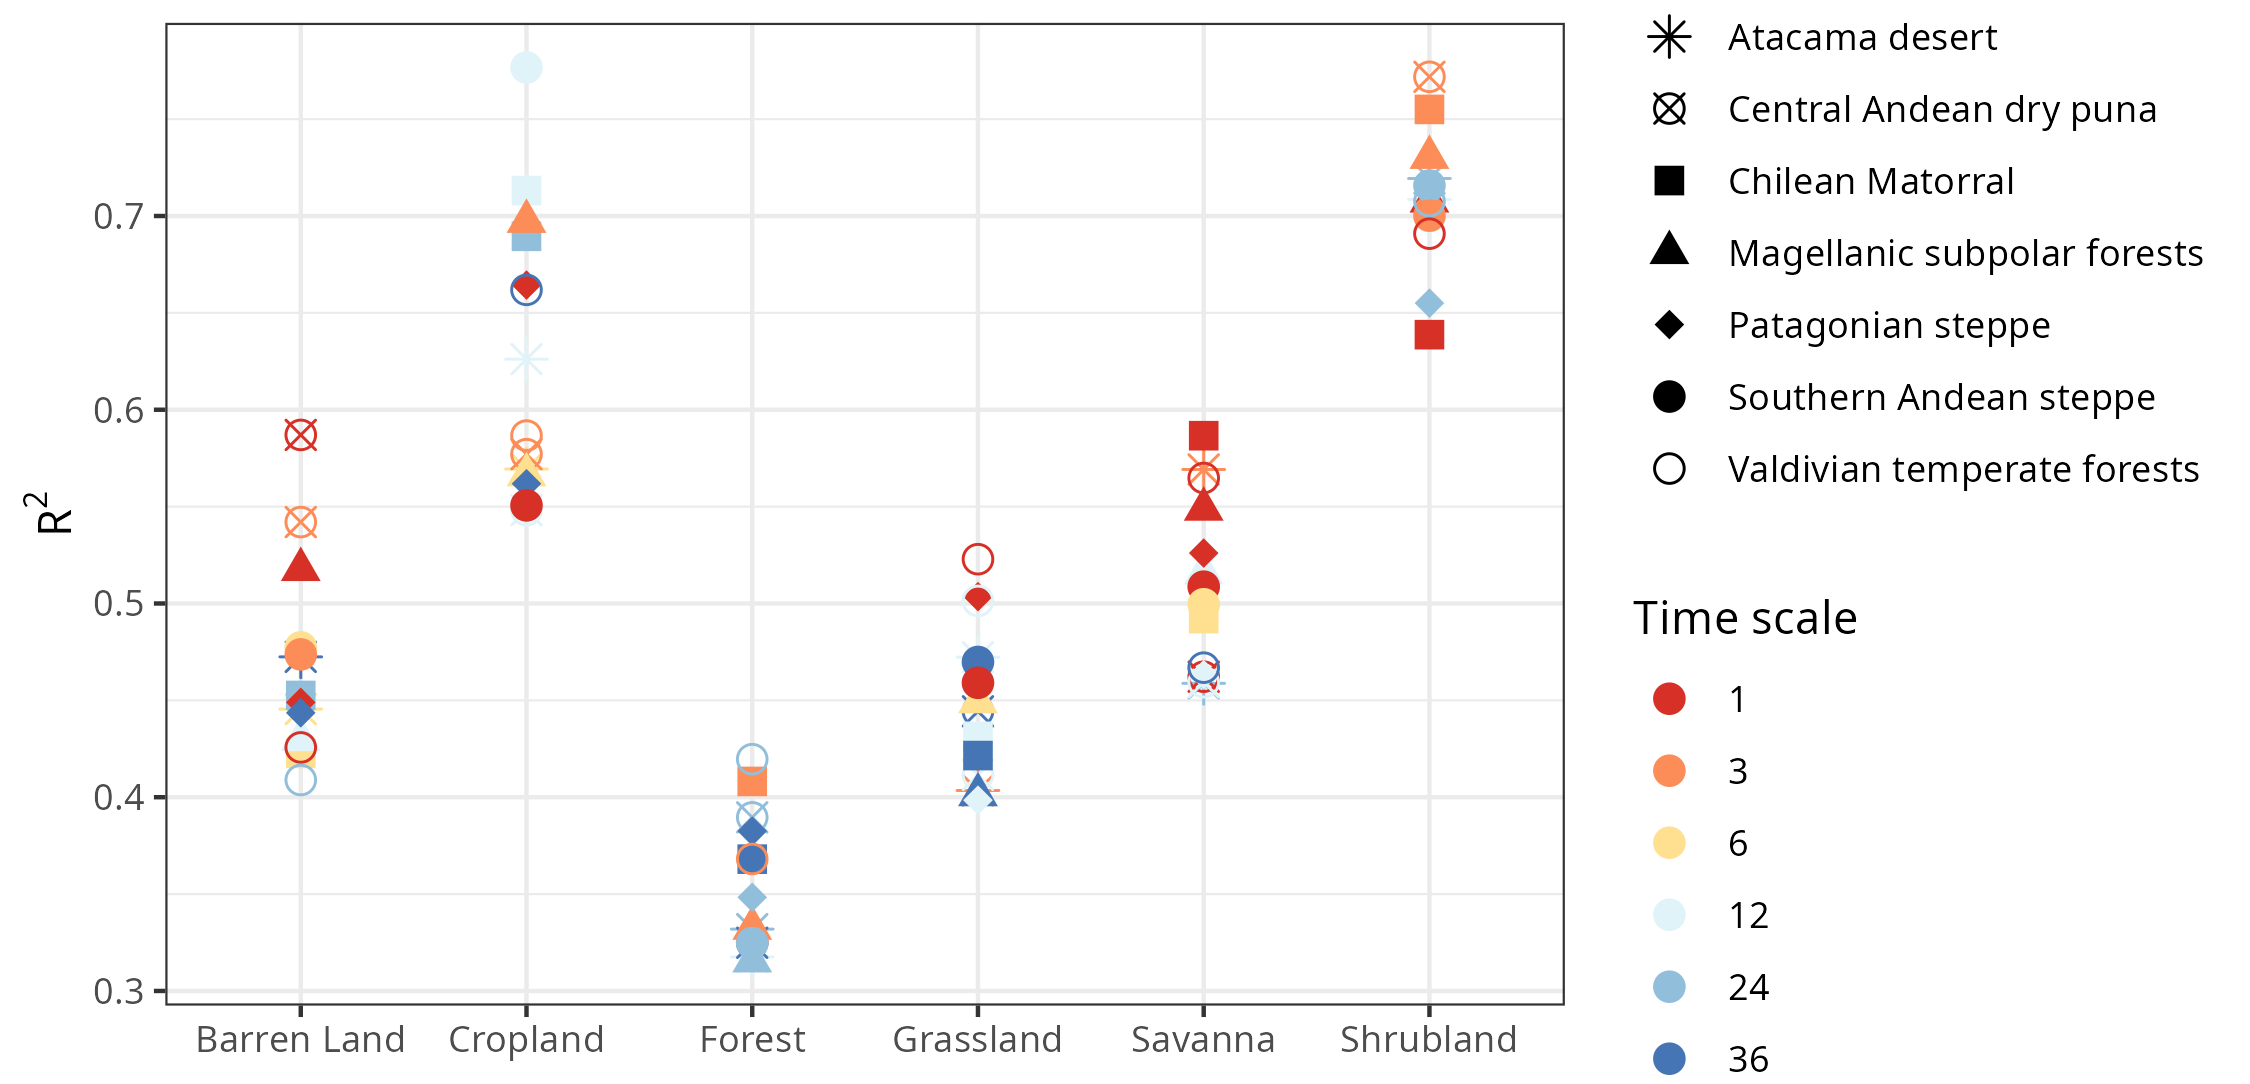 R²
0.7
0.6
0.5
0.4
0.3
Barren Land
Cropland
Forest
Grassland
Savanna
Shrubland
Atacama desert
Central Andean dry puna
Chilean Matorral
Magellanic subpolar forests
Patagonian steppe
Southern Andean steppe
Valdivian temperate forests
Time scale
1
3
6
12
24
36